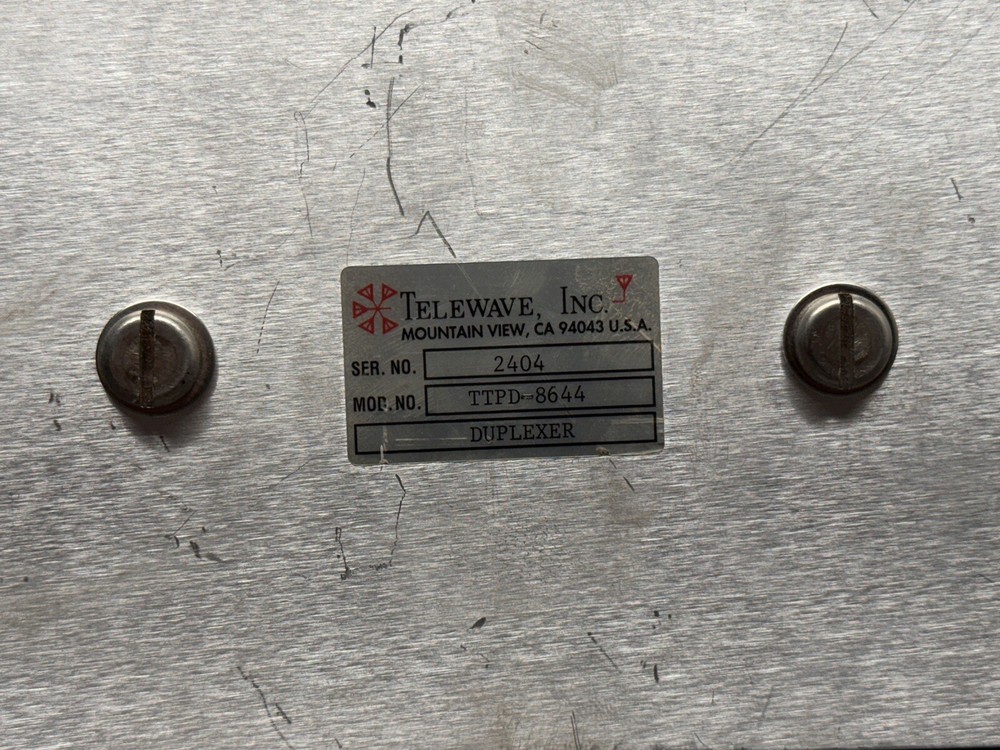 TELEWAVE, INC.
MOUNTAIN VIEW, CA 94043 U.S.A.
SER. NO. 2404
MOD. NO. TTPD-8644
DUPLEXER